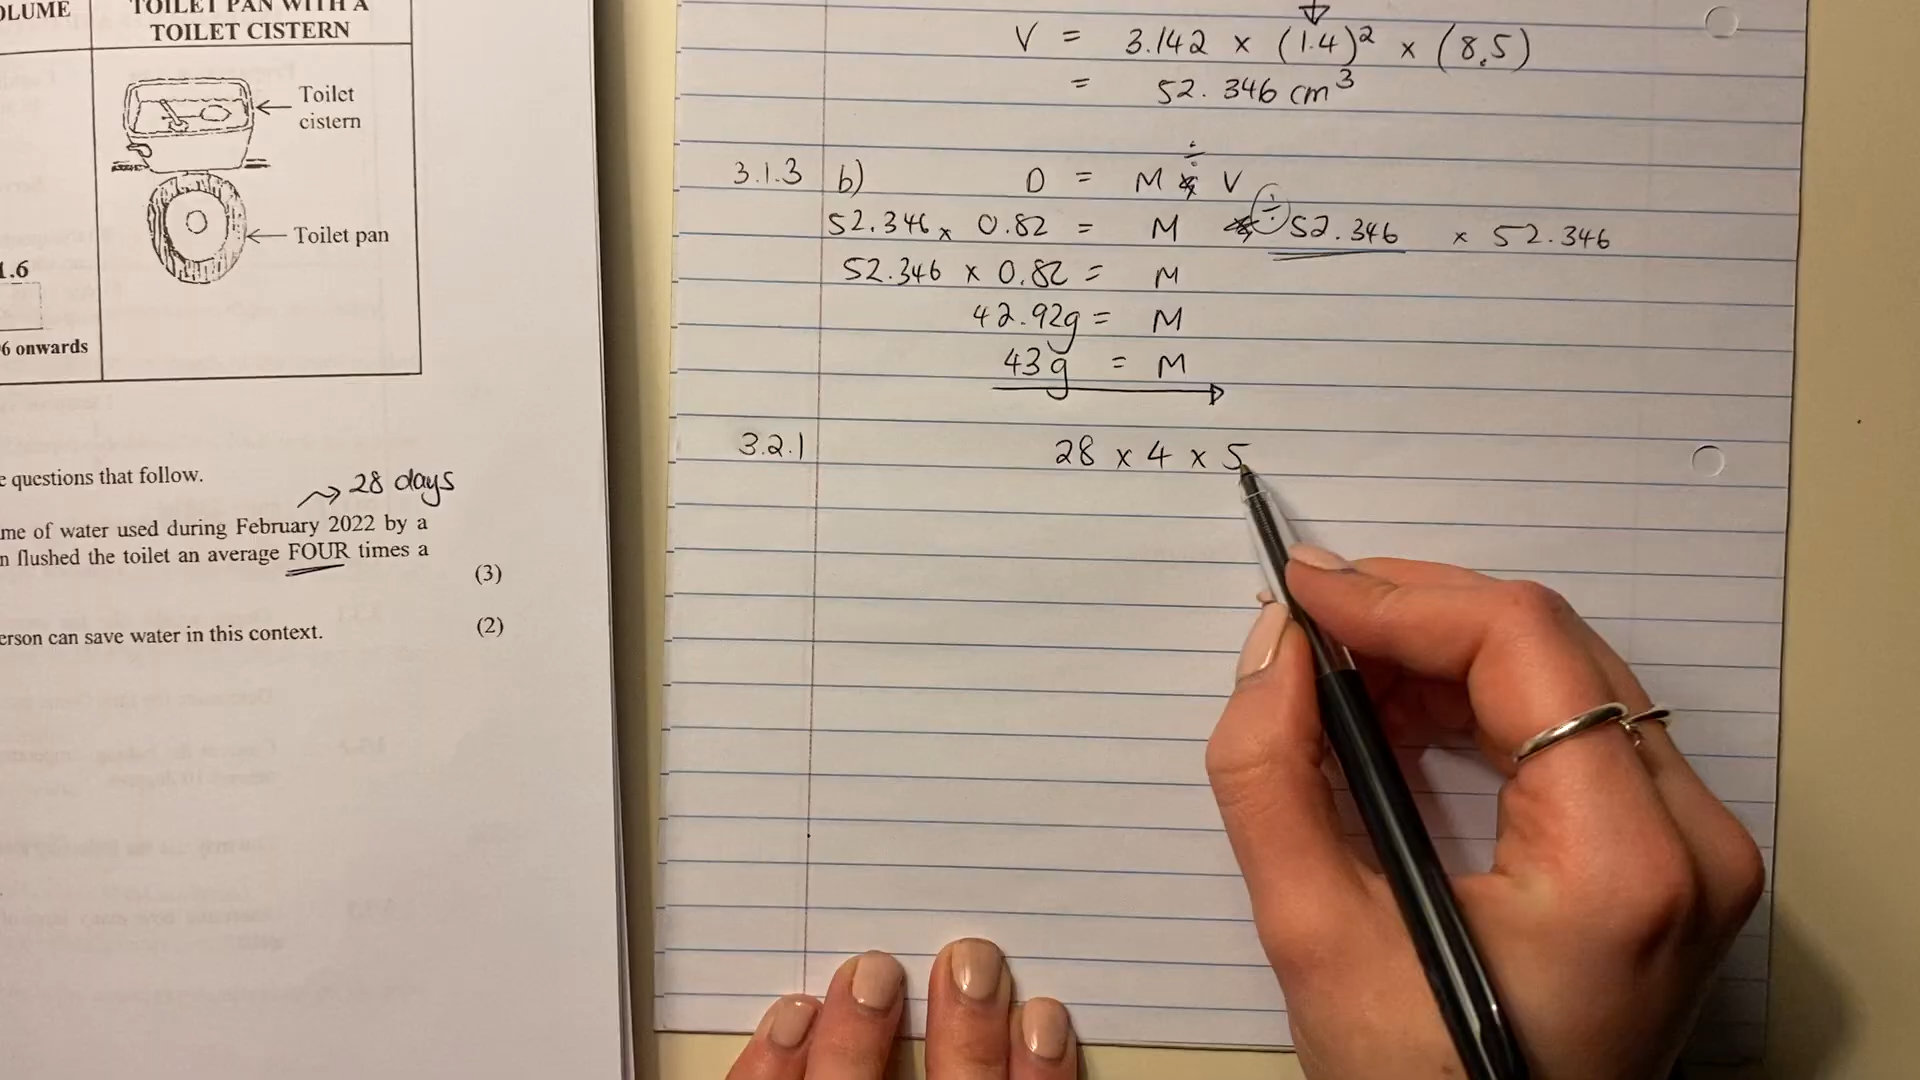 OLUME
TOILET PAN WITH A
TOILET CISTERN
Toilet
cistern
Toilet pan
1.6
6 onwards
e questions that follow.
28 days
me of water used during February 2022 by a
n flushed the toilet an average FOUR times a
(3)
erson can save water in this context.
(2)
V = 3.142 × (1.4)² × (8,5)
= 52.346 cm³
3.1.3 b) D = M ÷ V
52.346 × 0.82 = M ÷ 52.346 × 52.346
52.346 × 0.82 = M
42.92g = M
43g = M
3.2.1 28 × 4 × 5